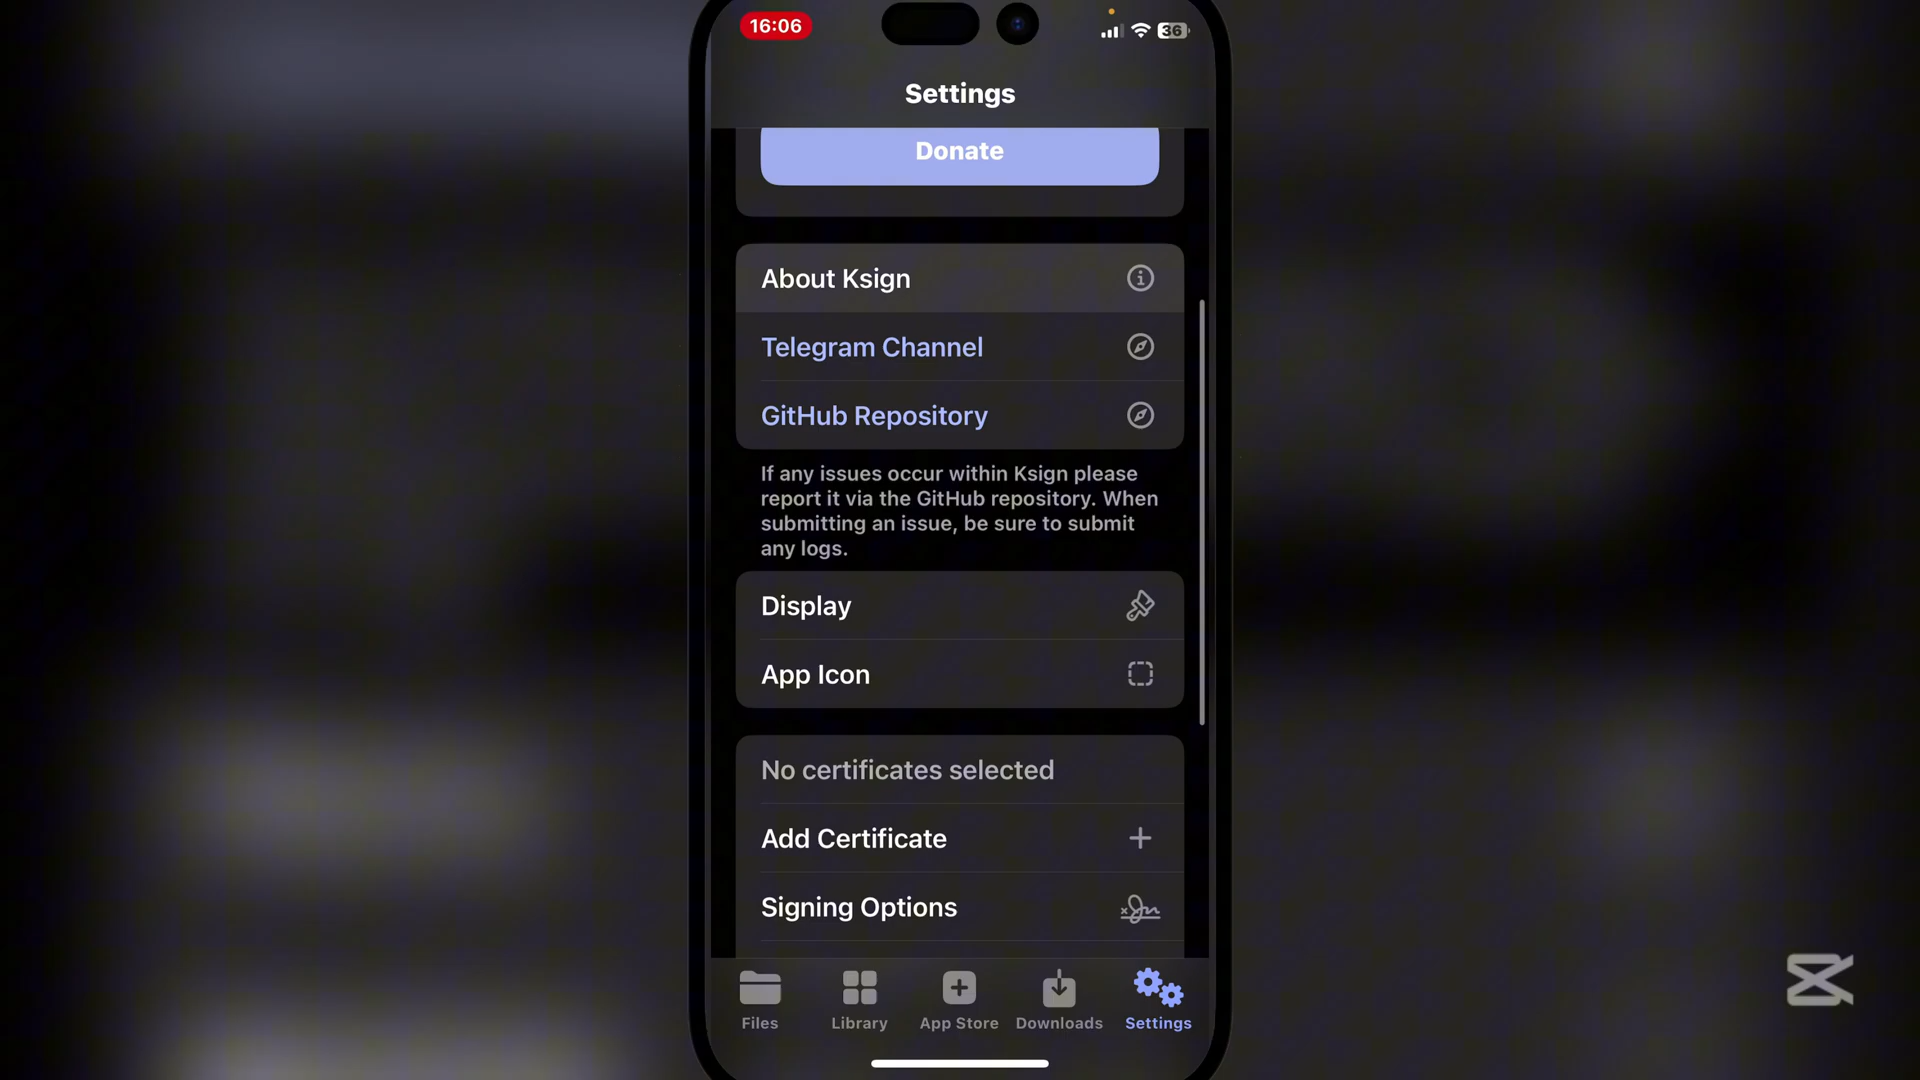 16:06
36
Settings
Donate
About Ksign
Telegram Channel
GitHub Repository
If any issues occur within Ksign please
report it via the GitHub repository. When
submitting an issue, be sure to submit
any logs.
Display
App Icon
No certificates selected
Add Certificate
Signing Options
Files
Library
App Store
Downloads
Settings